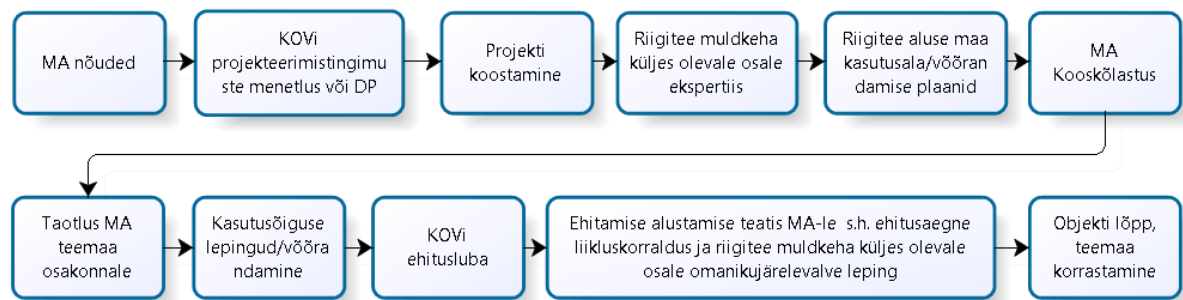 MA nõuded
KOVi
projekteerimistingimu
ste menetlus või DP
Projekti
koostamine
Riigitee muldkeha
küljes olevale osale
ekspertiis
Riigitee aluse maa
kasutusala/võõran
damise plaanid
MA
Kooskõlastus
Taotlus MA
teemaa
osakonnale
Kasutusõiguse
lepingud/võõra
ndamine
KOVi
ehitusluba
Ehitamise alustamise teatis MA-le s.h. ehitusaegne
liikluskorraldus ja riigitee muldkeha küljes olevale
osale omanikujärelevalve leping
Objekti lõpp,
teemaa
korrastamine